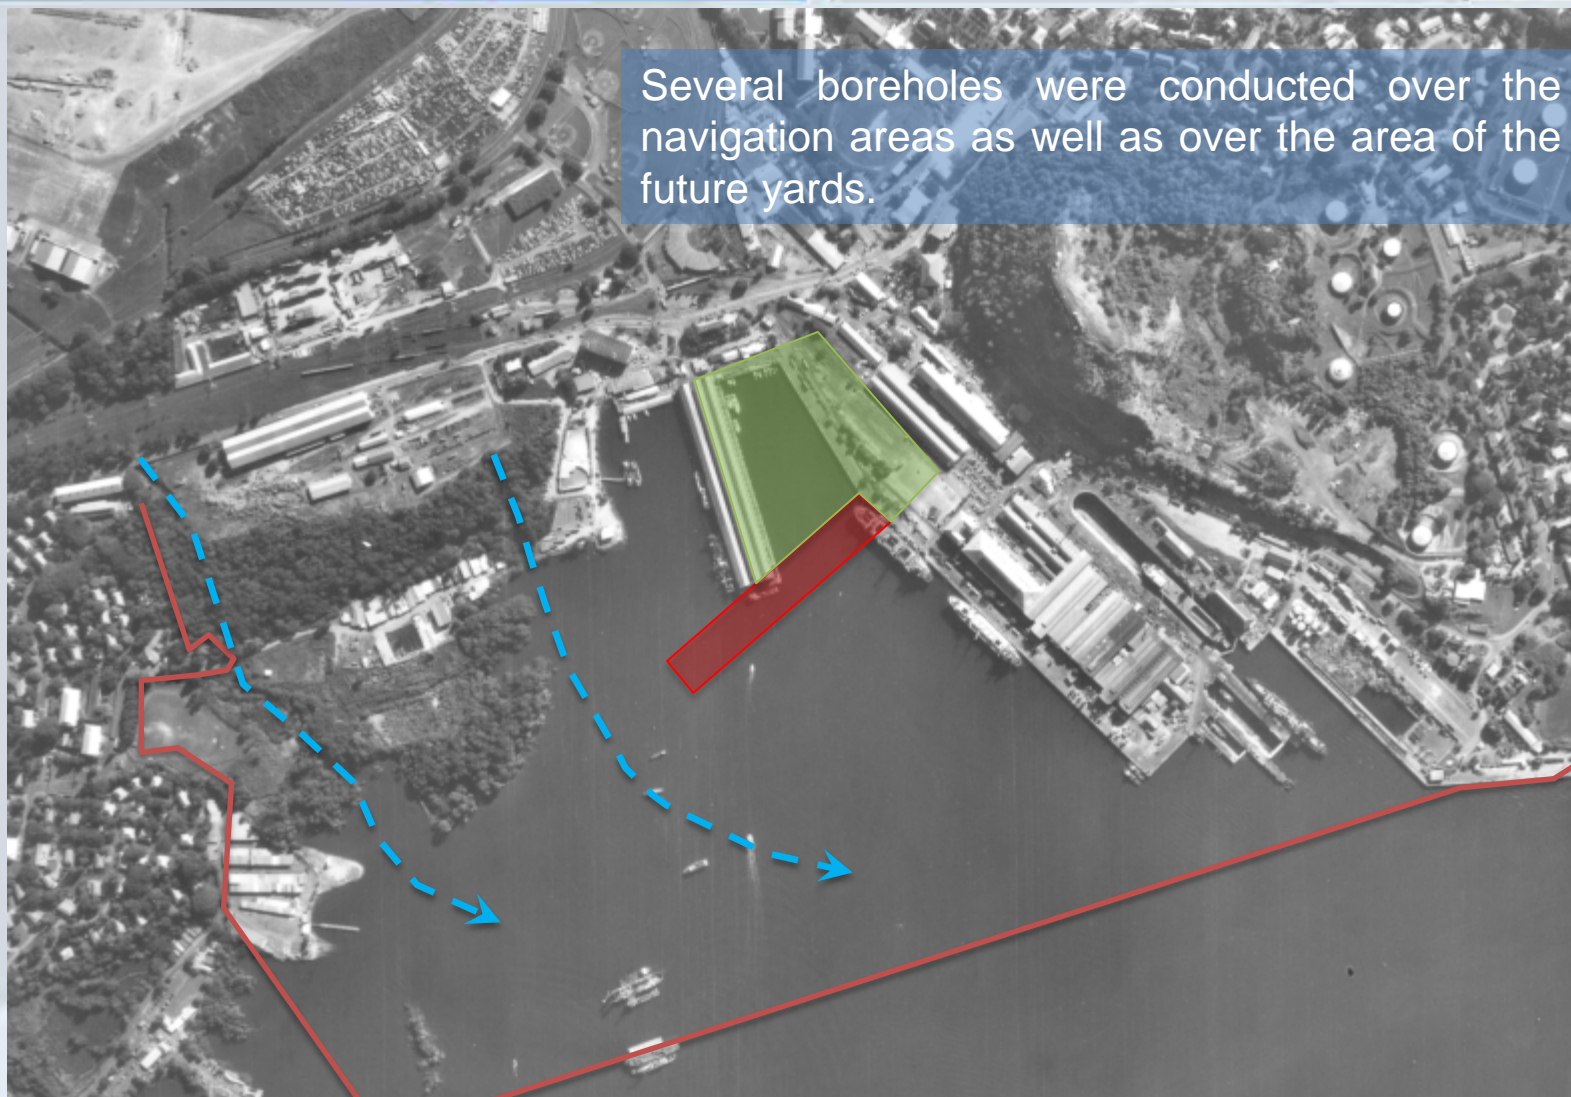 Several boreholes were conducted over the
navigation areas as well as over the area of the
future yards.